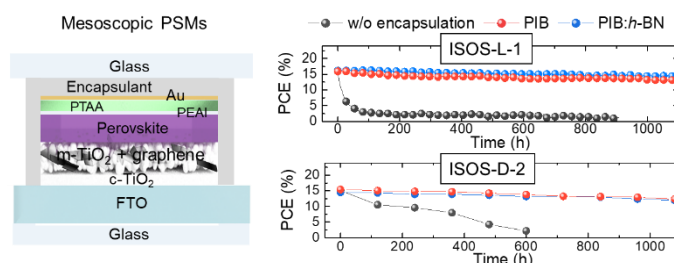 Mesoscopic PSMs
Glass
Encapsulant
Au
PTAA
PEAI
Perovskite
m-TiO₂ + graphene
c-TiO₂
FTO
Glass
w/o encapsulation PIB PIB:h-BN
ISOS-L-1
PCE (%)
20
15
10
5
0
0 200 400 600 800 1000
Time (h)
ISOS-D-2
PCE (%)
20
15
10
5
0
0 200 400 600 800 1000
Time (h)